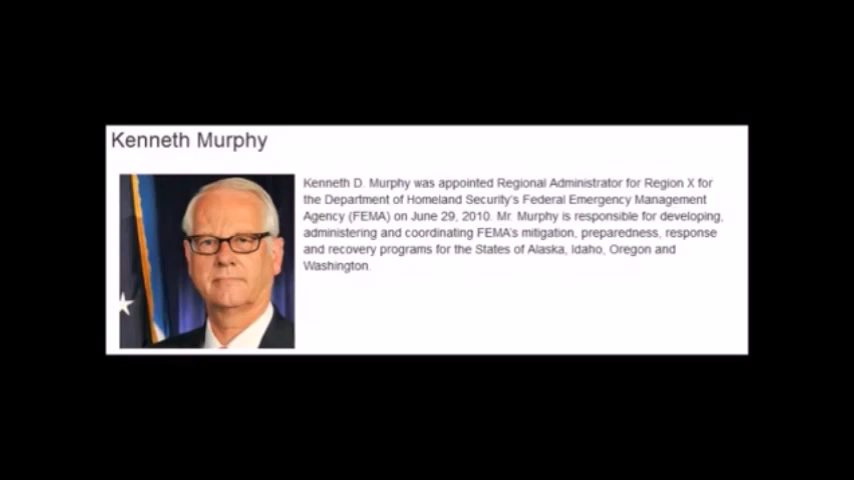 Kenneth Murphy
Kenneth D. Murphy was appointed Regional Administrator for Region X for
the Department of Homeland Security's Federal Emergency Management
Agency (FEMA) on June 29, 2010. Mr. Murphy is responsible for developing,
administering and coordinating FEMA's mitigation, preparedness, response
and recovery programs for the States of Alaska, Idaho, Oregon and
Washington.